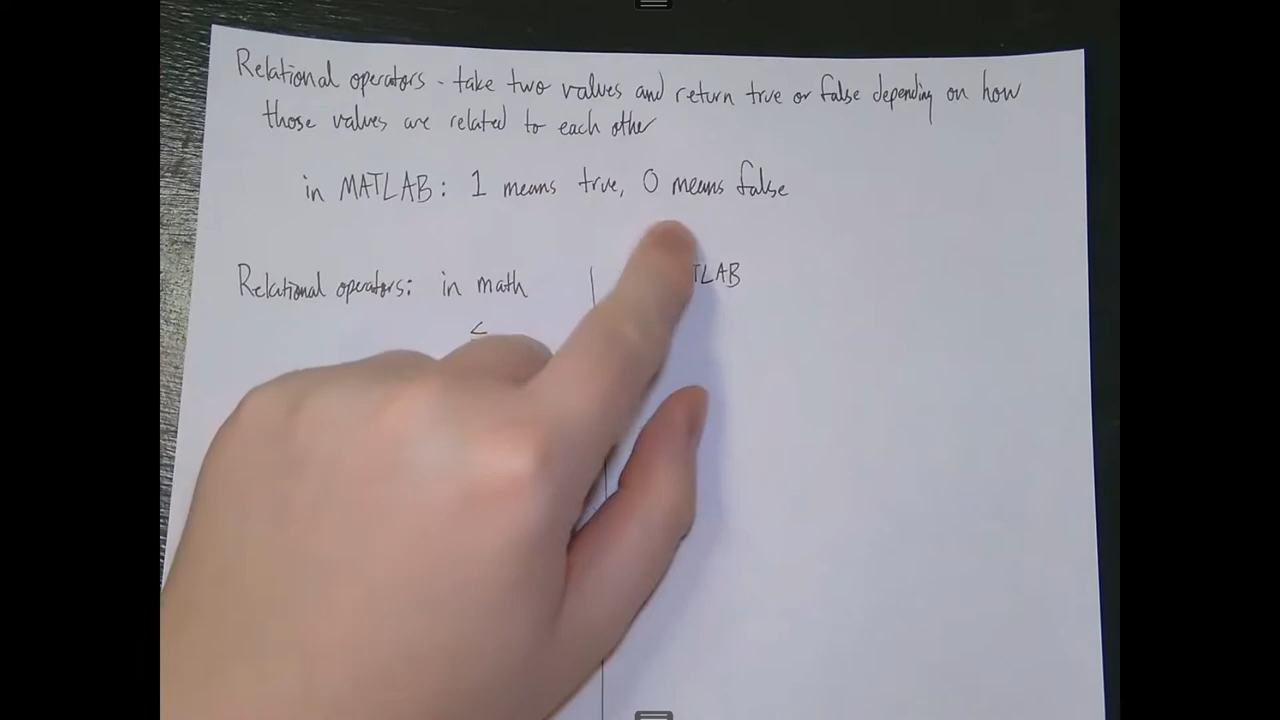 Relational operators - take two values and return true or false depending on how
those values are related to each other
in MATLAB: 1 means true, 0 means false
Relational operators: in math | TLAB
<